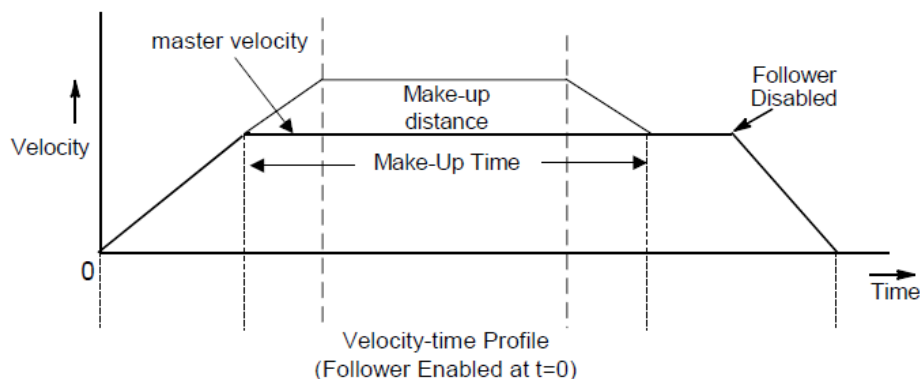 master velocity
Follower
Disabled
Make-up
distance
Velocity
Make-Up Time
0
Time
Velocity-time Profile
(Follower Enabled at t=0)